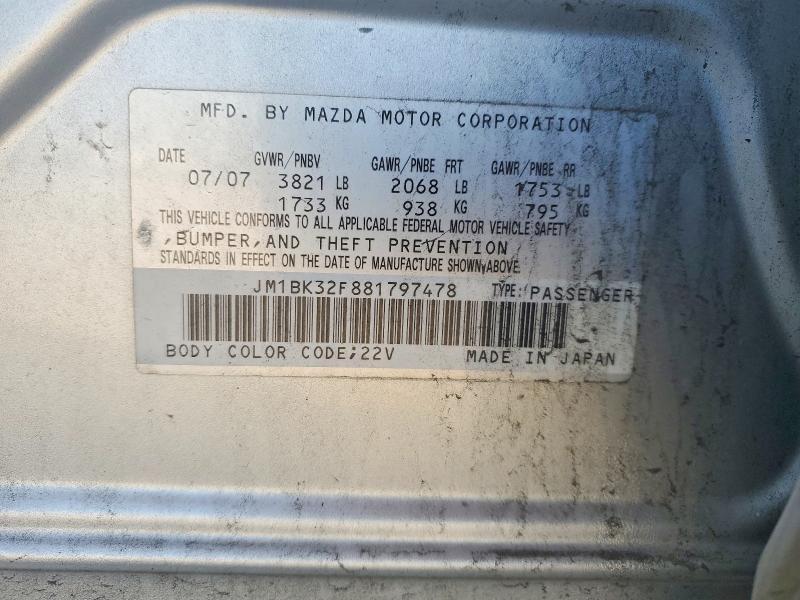 MFD. BY MAZDA MOTOR CORPORATION
DATE GVWR/PNBV GAWR/PNBE FRT GAWR/PNBE RR
07/07 3821 LB 2068 LB 1753 LB
1733 KG 938 KG 795 KG
THIS VEHICLE CONFORMS TO ALL APPLICABLE FEDERAL MOTOR VEHICLE SAFETY
,BUMPER,AND THEFT PREVENTION
STANDARDS IN EFFECT ON THE DATE OF MANUFACTURE SHOWN ABOVE.
JM1BK32F881797478 TYPE: PASSENGER
BODY COLOR CODE;22V MADE IN JAPAN